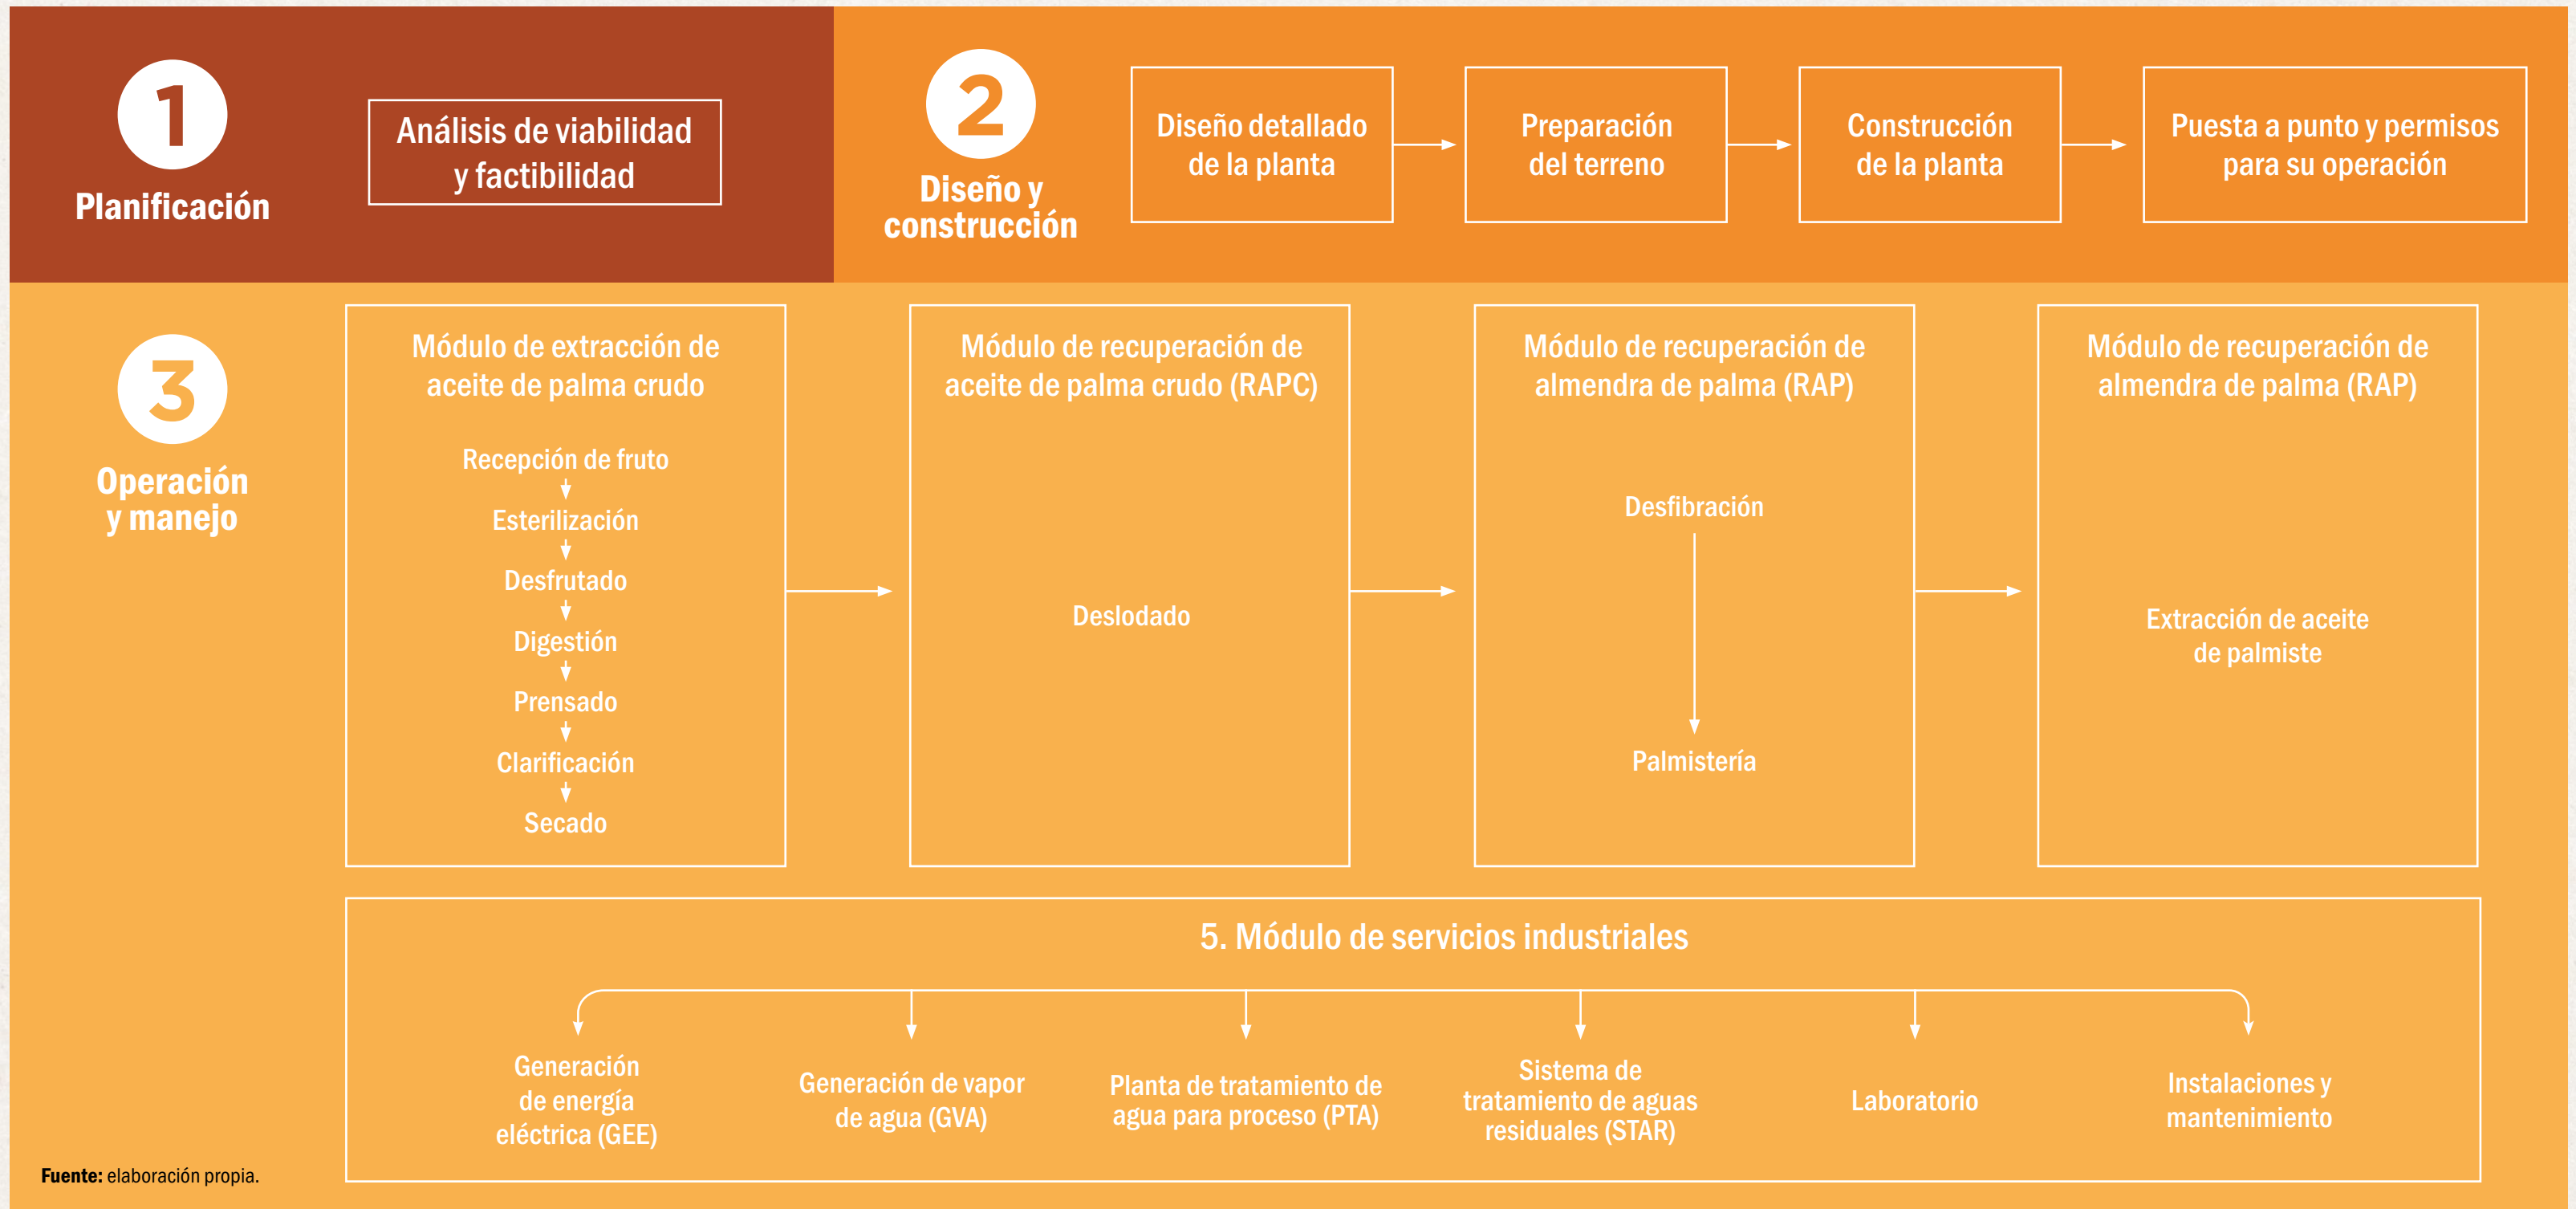 1
Planificación
Análisis de viabilidad
y factibilidad
2
Diseño y
construcción
Diseño detallado
de la planta
Preparación
del terreno
Construcción
de la planta
Puesta a punto y permisos
para su operación
3
Operación
y manejo
Módulo de extracción de
aceite de palma crudo
Recepción de fruto
Esterilización
Desfrutado
Digestión
Prensado
Clarificación
Secado
Módulo de recuperación de
aceite de palma crudo (RAPC)
Deslodado
Módulo de recuperación de
almendra de palma (RAP)
Desfibración
Palmistería
Módulo de recuperación de
almendra de palma (RAP)
Extracción de aceite
de palmiste
5. Módulo de servicios industriales
Generación
de energía
eléctrica (GEE)
Generación de vapor
de agua (GVA)
Planta de tratamiento de
agua para proceso (PTA)
Sistema de
tratamiento de aguas
residuales (STAR)
Laboratorio
Instalaciones y
mantenimiento
Fuente: elaboración propia.